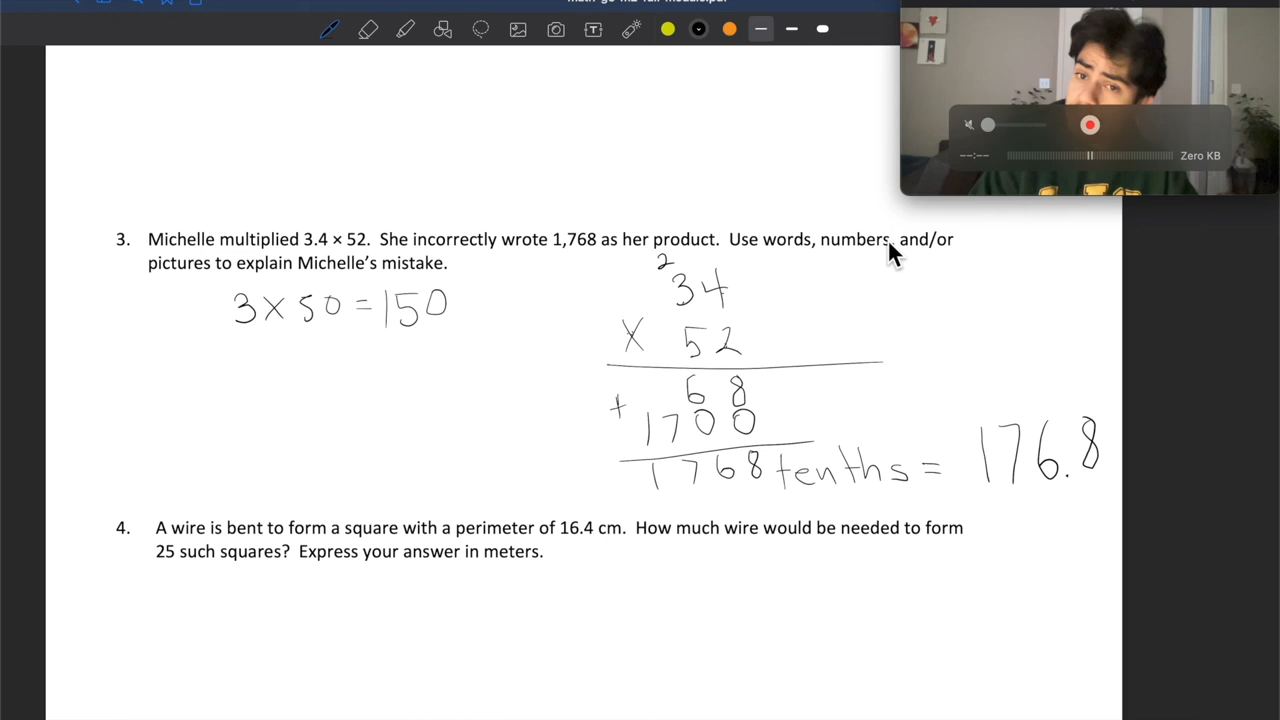 Zero KB
--:--
3. Michelle multiplied 3.4 × 52. She incorrectly wrote 1,768 as her product. Use words, numbers, and/or
pictures to explain Michelle's mistake.
3 X 50 = 150
2
34
X 52
68
+ 1700
1768 tenths = 176.8
4. A wire is bent to form a square with a perimeter of 16.4 cm. How much wire would be needed to form
25 such squares? Express your answer in meters.